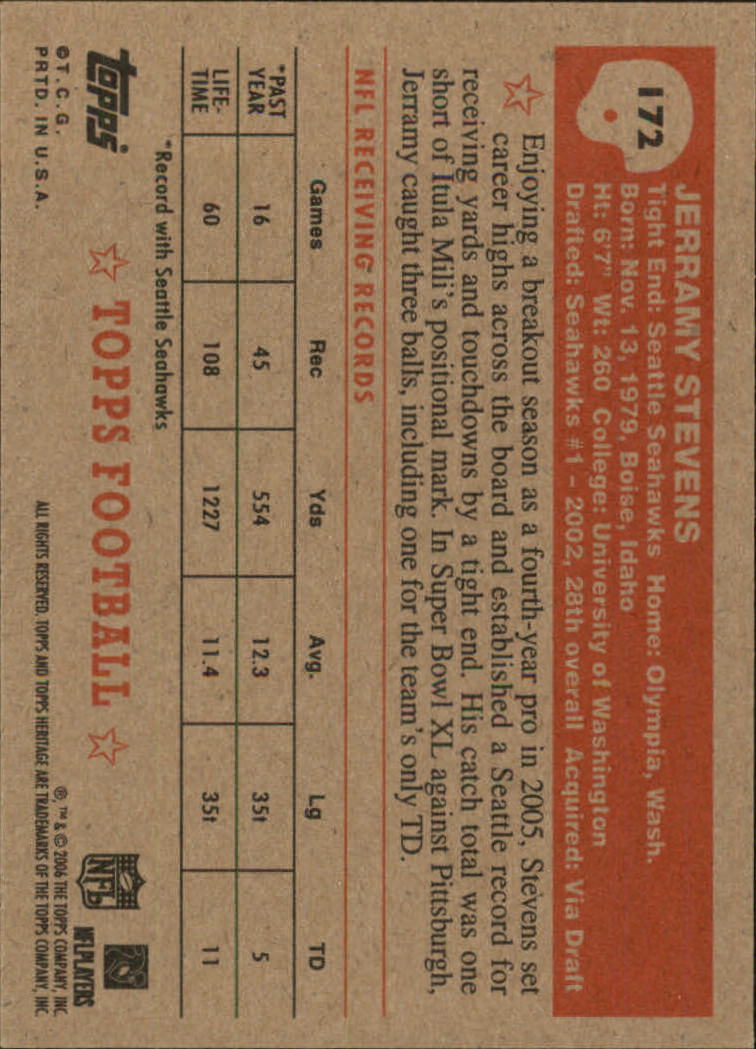 172
JERRAMY STEVENS
Tight End: Seattle Seahawks Home: Olympia, Wash.
Born: Nov. 13, 1979, Boise, Idaho
Ht: 6'7" Wt: 260 College: University of Washington
Drafted: Seahawks #1 - 2002, 28th overall Acquired: Via Draft
Enjoying a breakout season as a fourth-year pro in 2005, Stevens set
career highs across the board and established a Seattle record for
receiving yards and touchdowns by a tight end. His catch total was one
short of Itula Mili's positional mark. In Super Bowl XL against Pittsburgh,
Jerramy caught three balls, including one for the team's only TD.
NFL RECEIVING RECORDS
Games Rec Yds Avg. Lg TD
*PAST YEAR 16 45 554 12.3 35t 5
LIFE-TIME 60 108 1227 11.4 35t 11
*Record with Seattle Seahawks
topps
©T.C.G.
PRTD. IN U.S.A.
TOPPS FOOTBALL
NFL
NFLPLAYERS
®, ™ & © 2006 THE TOPPS COMPANY, INC.
ALL RIGHTS RESERVED. TOPPS AND TOPPS HERITAGE ARE TRADEMARKS OF THE TOPPS COMPANY, INC.